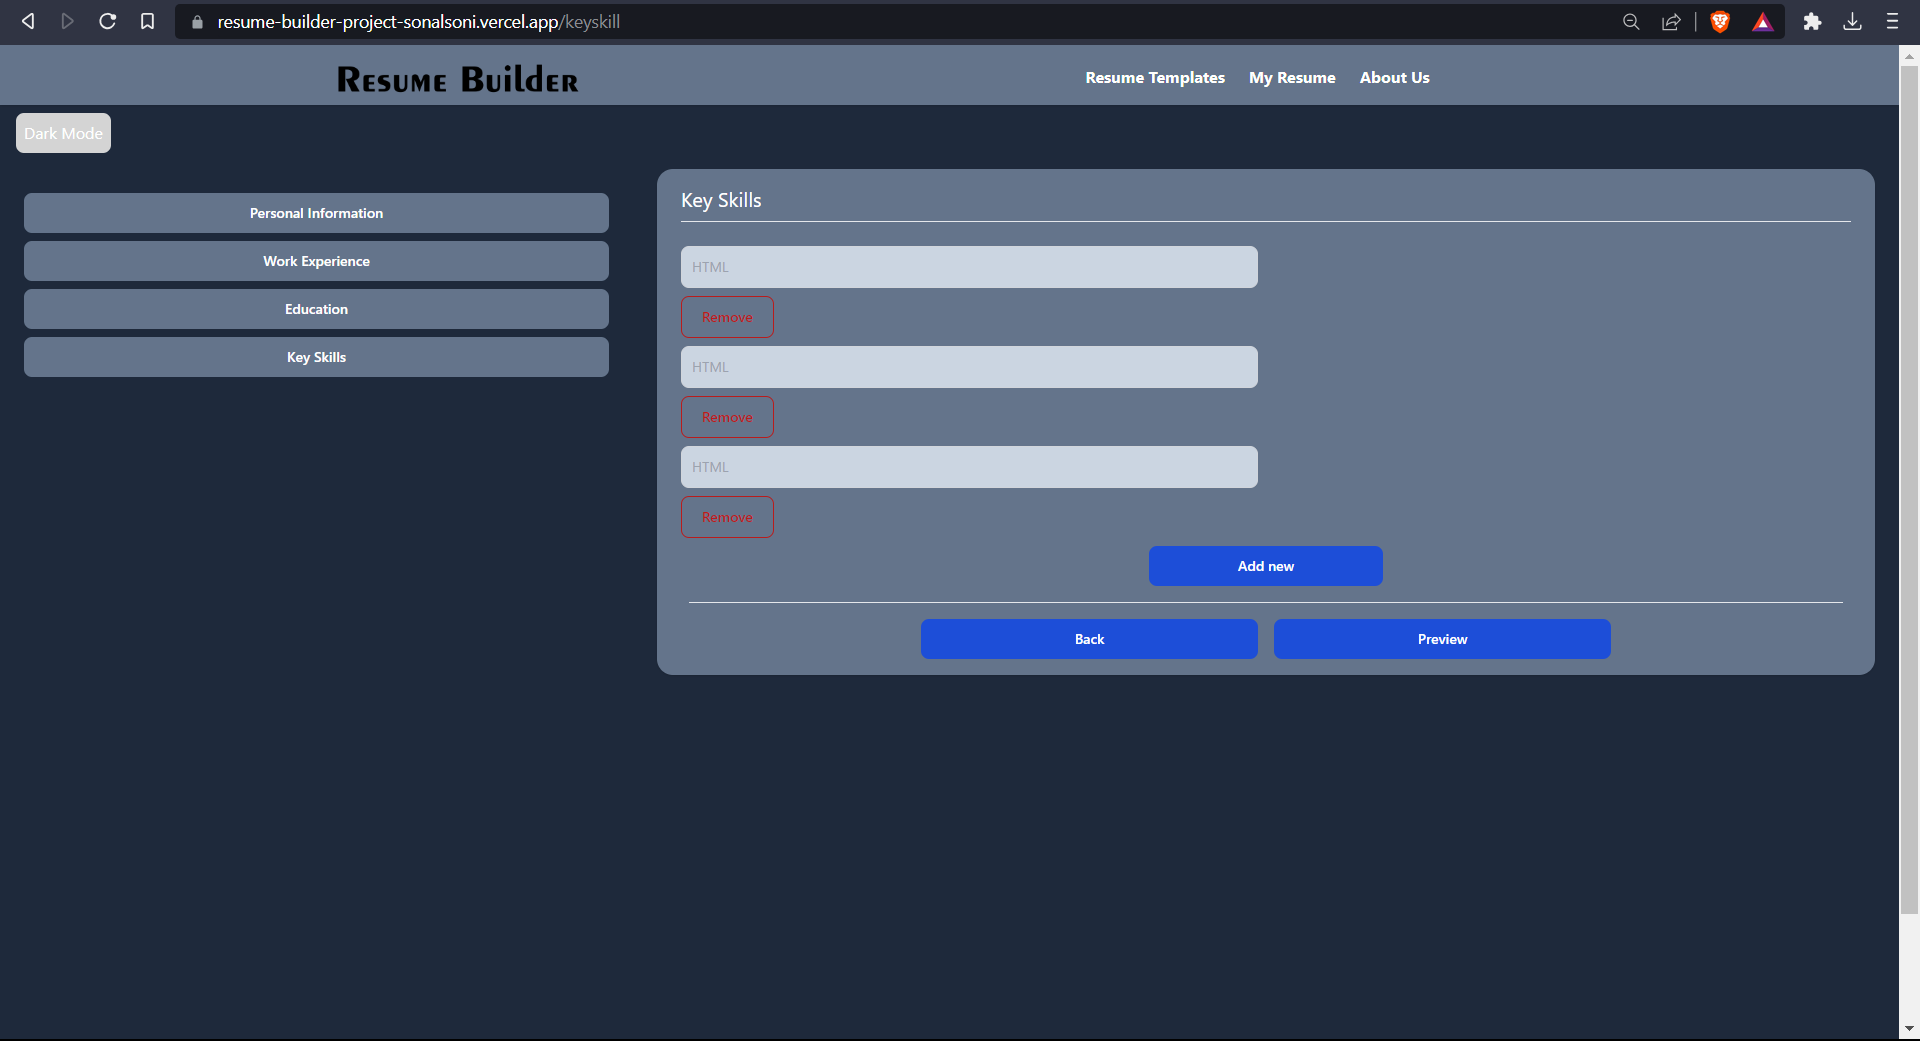 resume-builder-project-sonalsoni.vercel.app/keyskill
Resume Builder
Resume Templates My Resume About Us
Dark Mode
Personal Information
Work Experience
Education
Key Skills
Key Skills
HTML
Remove
HTML
Remove
HTML
Remove
Add new
Back Preview